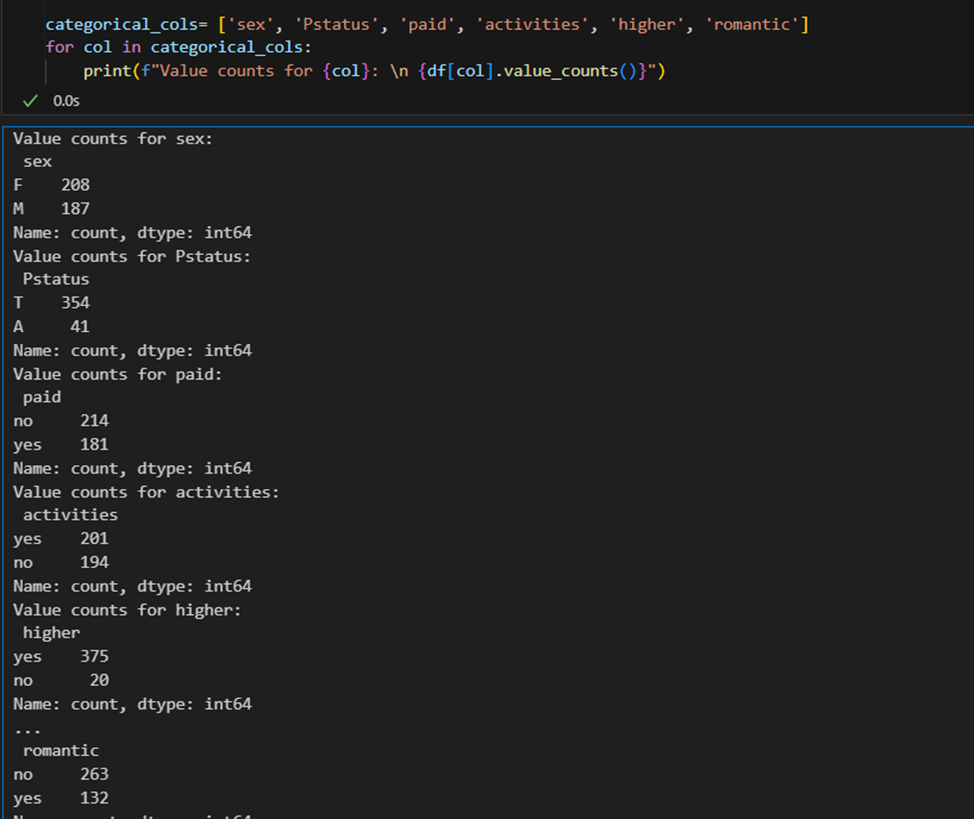 categorical_cols= ['sex', 'Pstatus', 'paid', 'activities', 'higher', 'romantic']
for col in categorical_cols:
    print(f"Value counts for {col}: \n {df[col].value_counts()}")
✓ 0.0s
Value counts for sex:
 sex
F    208
M    187
Name: count, dtype: int64
Value counts for Pstatus:
 Pstatus
T    354
A     41
Name: count, dtype: int64
Value counts for paid:
 paid
no     214
yes    181
Name: count, dtype: int64
Value counts for activities:
 activities
yes    201
no     194
Name: count, dtype: int64
Value counts for higher:
 higher
yes    375
no      20
Name: count, dtype: int64
...
 romantic
no     263
yes    132